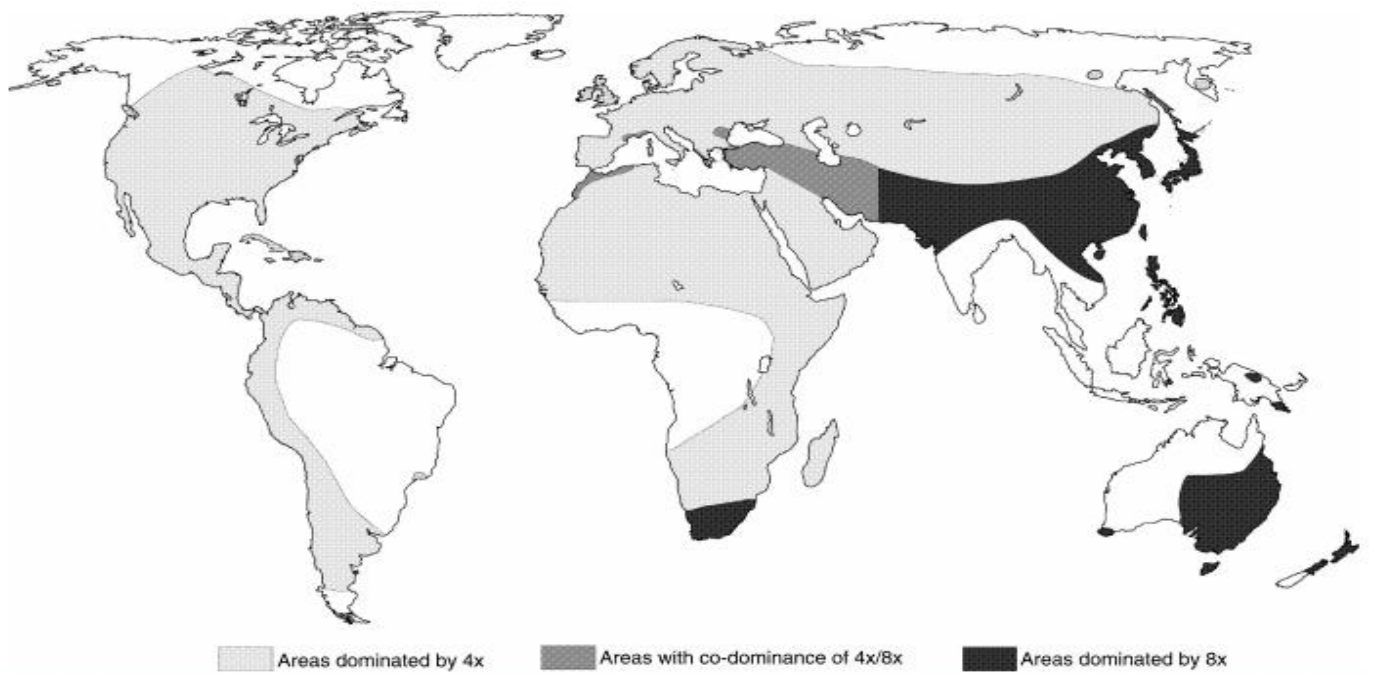 Areas dominated by 4x
Areas with co-dominance of 4x/8x
Areas dominated by 8x